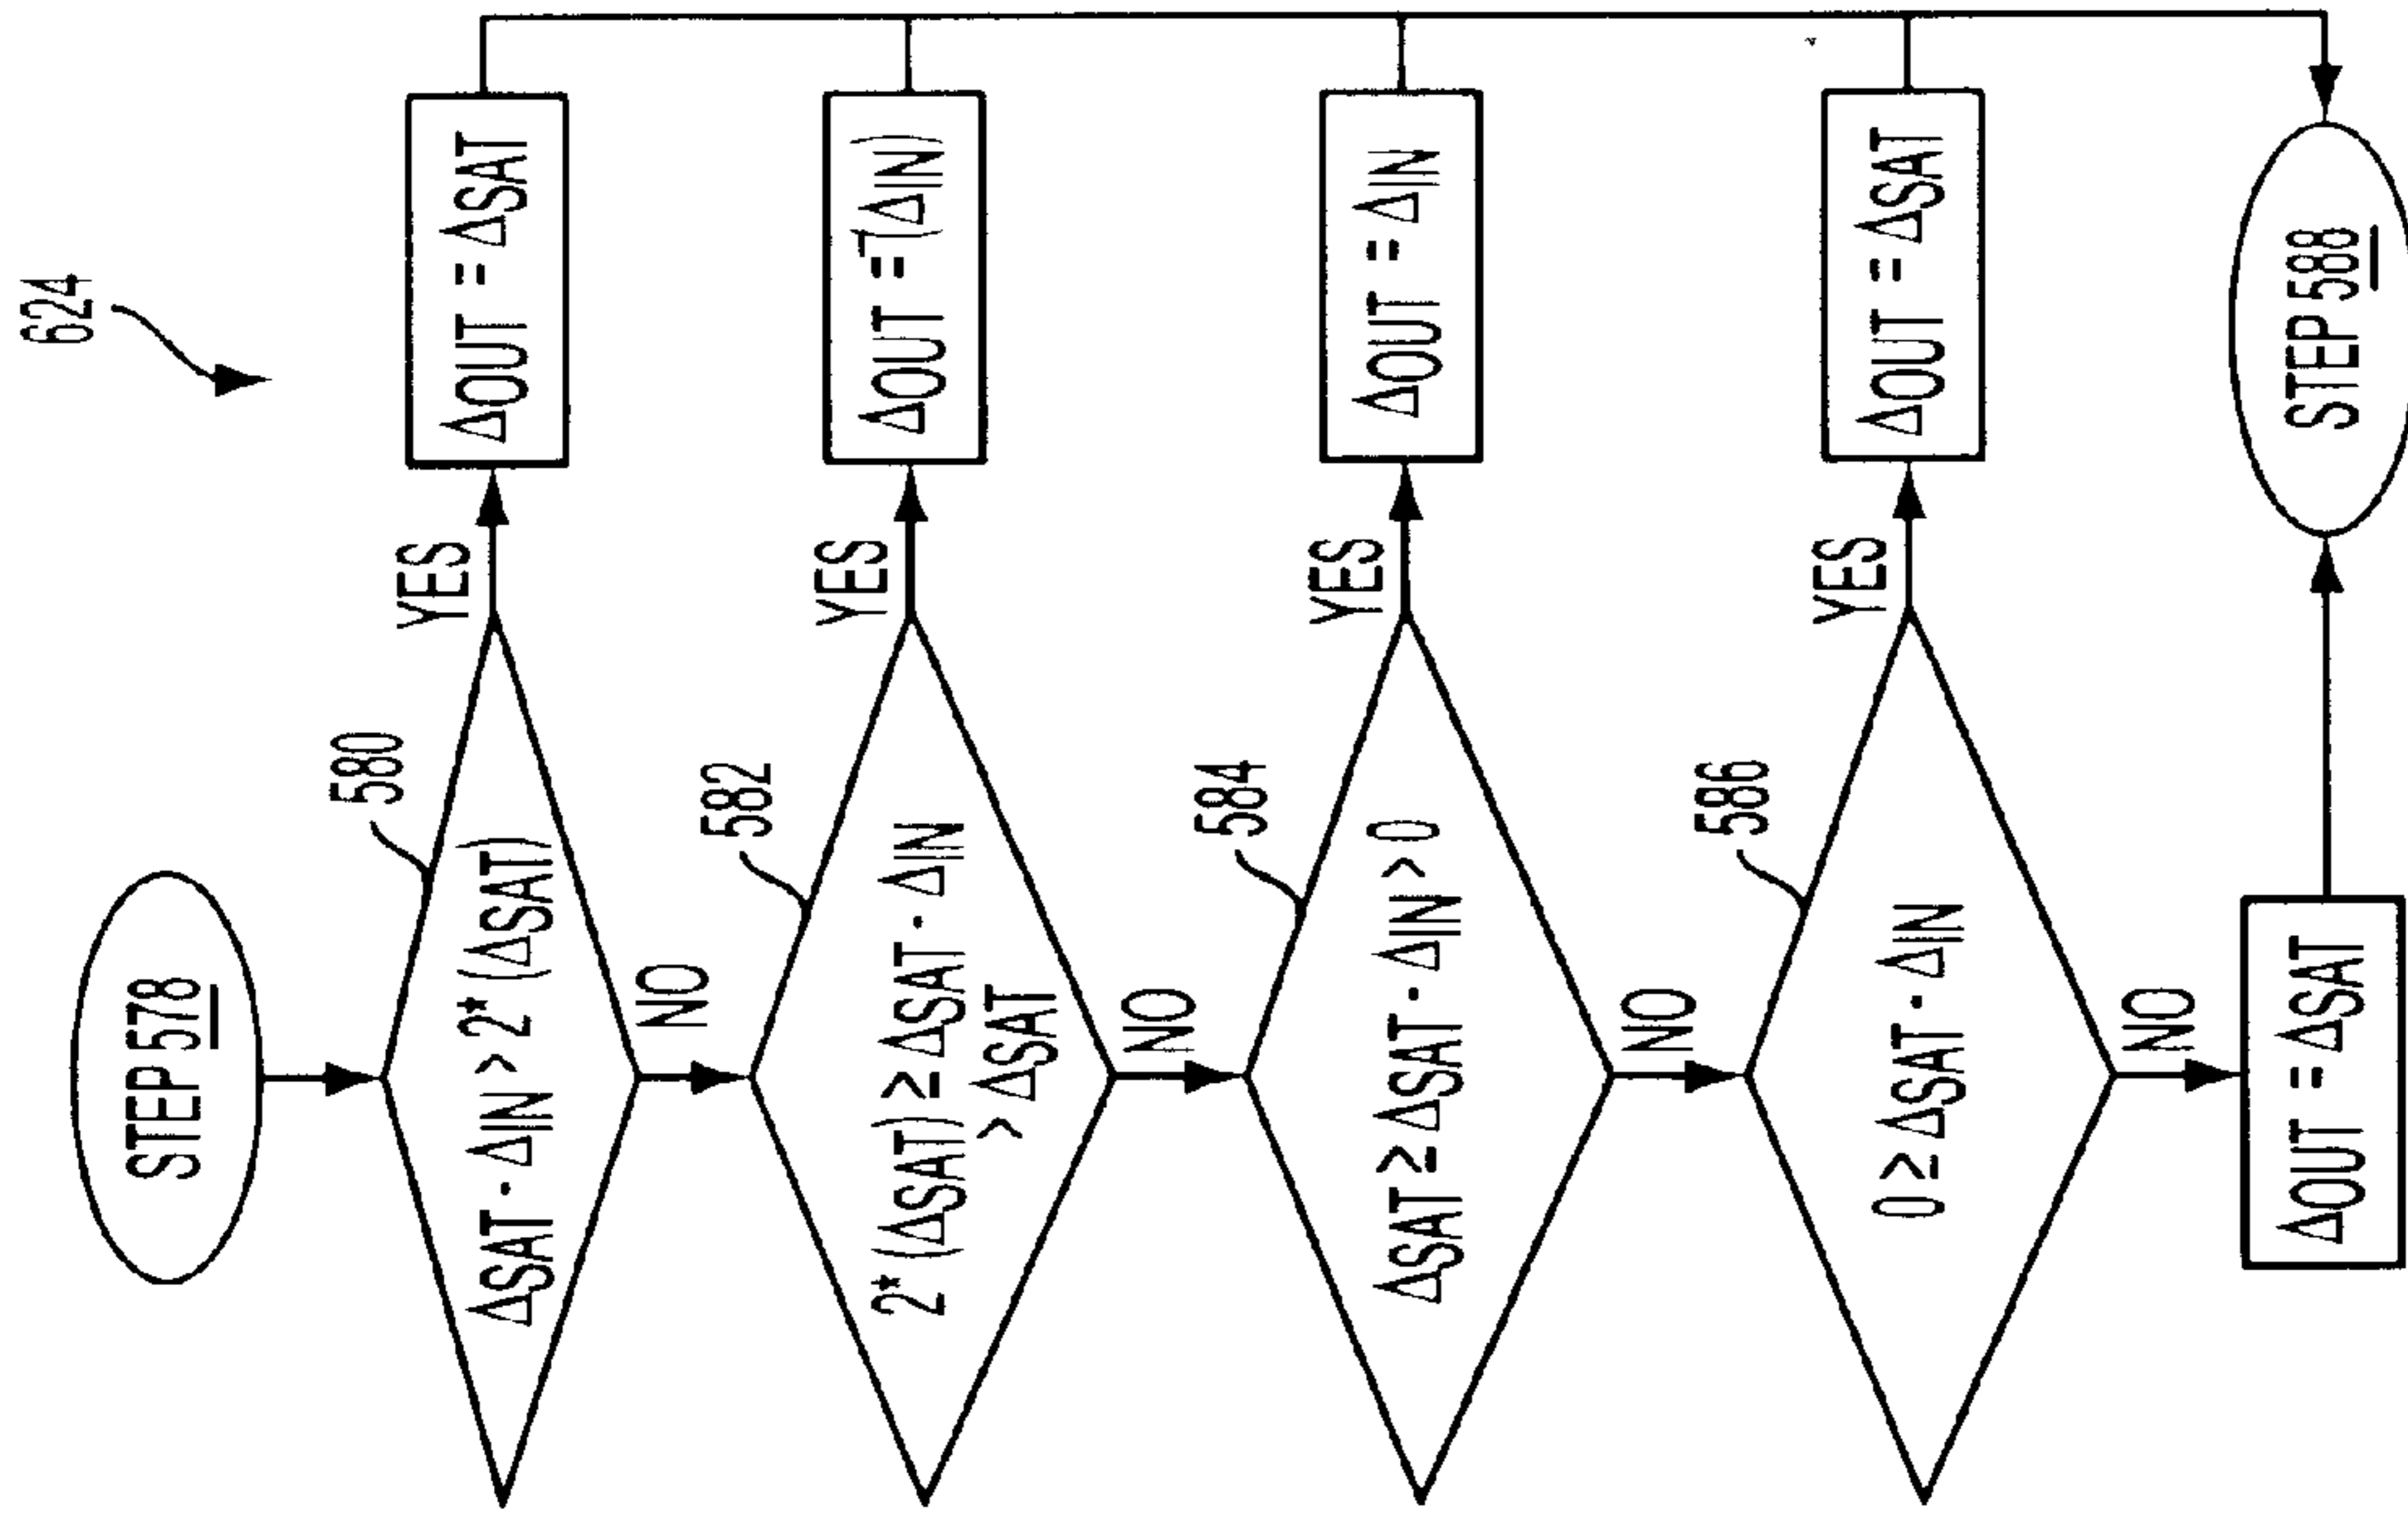 624
STEP 578
580
ΔSAT · ΔIN > 2* (ΔSAT)
YES
ΔOUT = ΔSAT
NO
582
2* (ΔSAT) ≥ ΔSAT · ΔIN
> ΔSAT
YES
ΔOUT = -(ΔIN)
NO
584
ΔSAT ≥ ΔSAT · ΔIN > 0
YES
ΔOUT = ΔIN
NO
586
0 ≥ ΔSAT · ΔIN
YES
ΔOUT = ΔSAT
NO
ΔOUT = ΔSAT
STEP 588